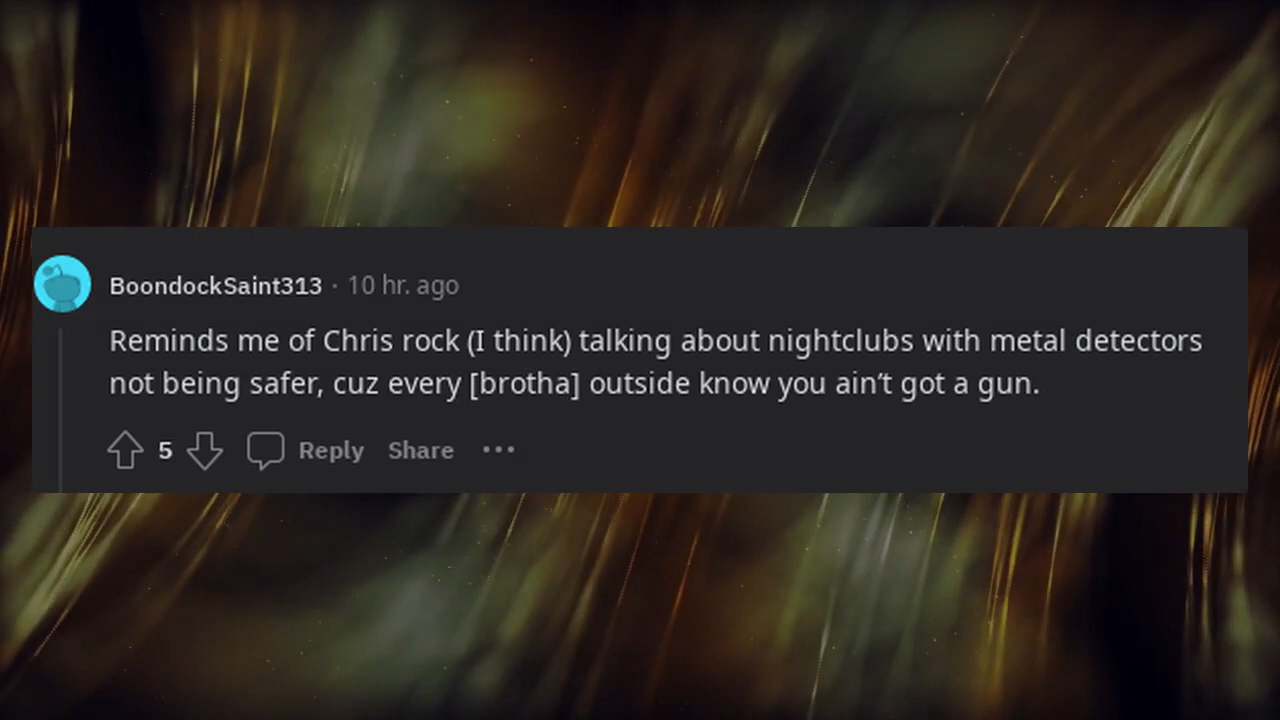 BoondockSaint313 · 10 hr. ago
Reminds me of Chris rock (I think) talking about nightclubs with metal detectors
not being safer, cuz every [brotha] outside know you ain’t got a gun.
5 Reply Share •••